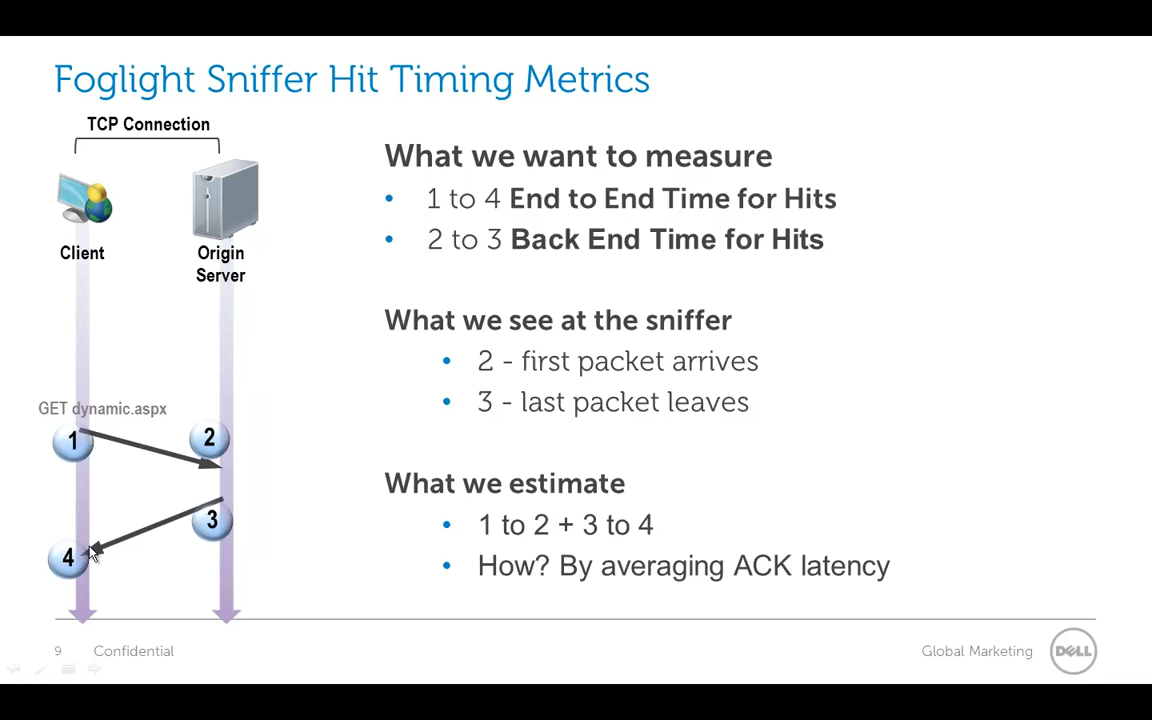 Foglight Sniffer Hit Timing Metrics
TCP Connection
Client
Origin
Server
GET dynamic.aspx
1
2
3
4
What we want to measure
• 1 to 4 End to End Time for Hits
• 2 to 3 Back End Time for Hits
What we see at the sniffer
• 2 - first packet arrives
• 3 - last packet leaves
What we estimate
• 1 to 2 + 3 to 4
• How? By averaging ACK latency
9 Confidential
Global Marketing
DELL